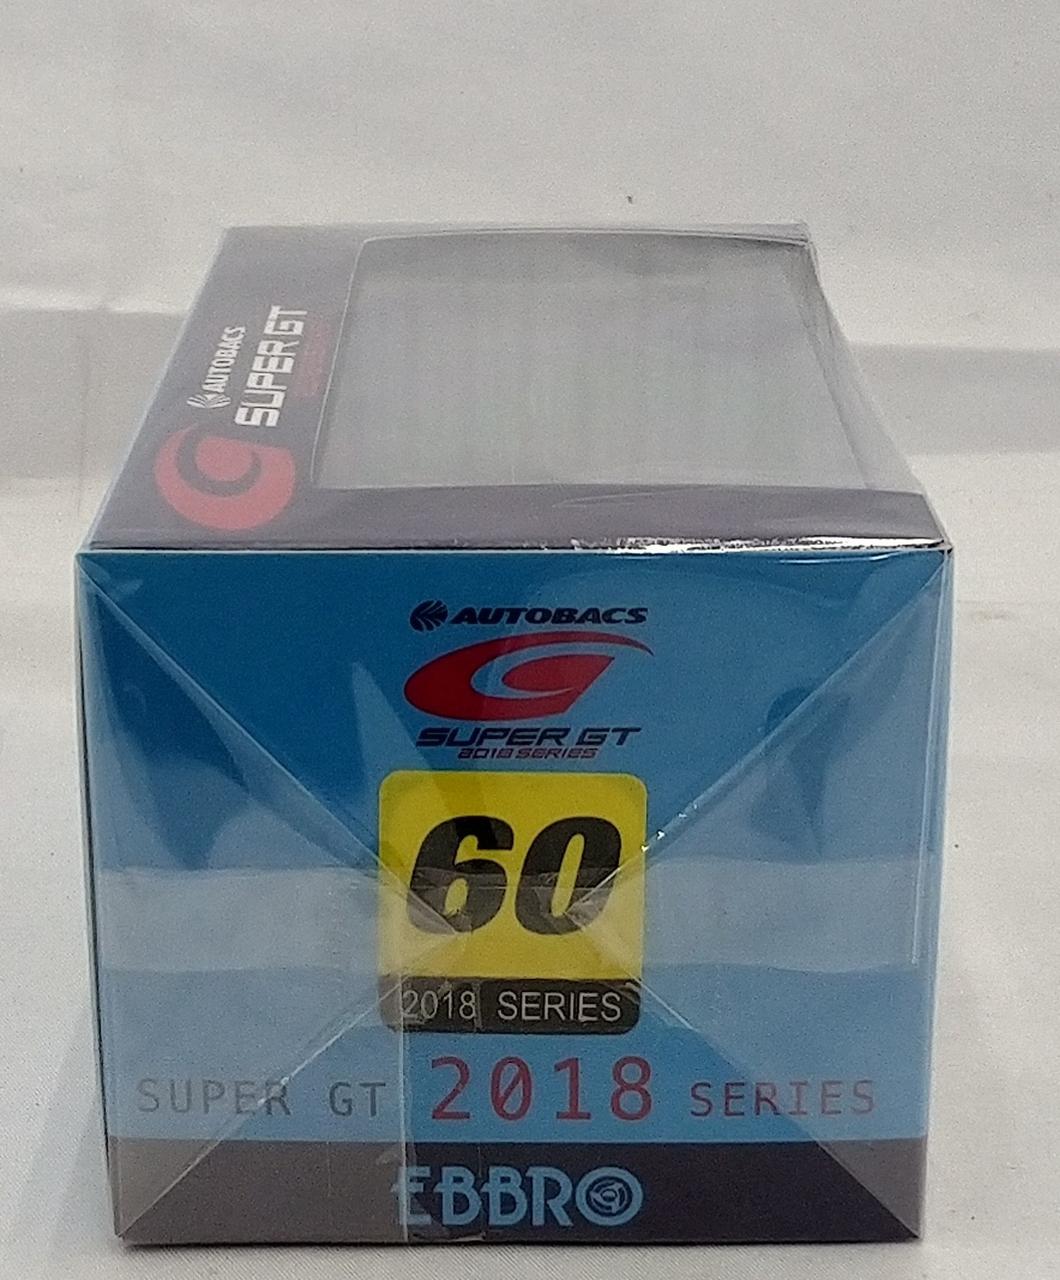 AUTOBACS
SUPER GT
AUTOBACS
SUPER GT
2018 SERIES
60
2018 SERIES
SUPER GT 2018 SERIES
EBBRO